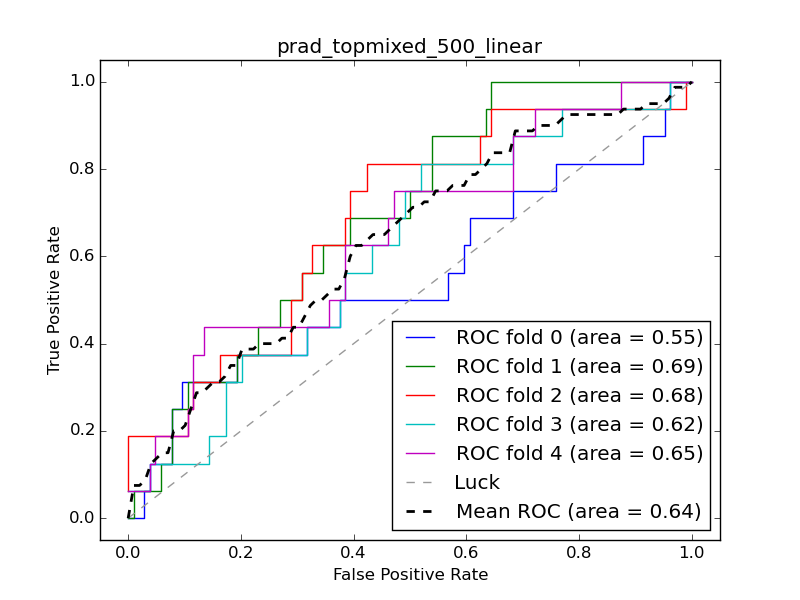 prad_topmixed_500_linear
1.0
0.8
0.6
0.4
0.2
0.0
True Positive Rate
ROC fold 0 (area = 0.55)
ROC fold 1 (area = 0.69)
ROC fold 2 (area = 0.68)
ROC fold 3 (area = 0.62)
ROC fold 4 (area = 0.65)
Luck
Mean ROC (area = 0.64)
0.0 0.2 0.4 0.6 0.8 1.0
False Positive Rate